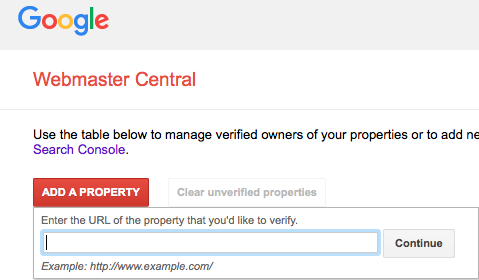 Google
Webmaster Central
Use the table below to manage verified owners of your properties or to add
Search Console.
ADD A PROPERTY
Clear unverified properties
Enter the URL of the property that you'd like to verify.
Continue
Example: http://www.example.com/